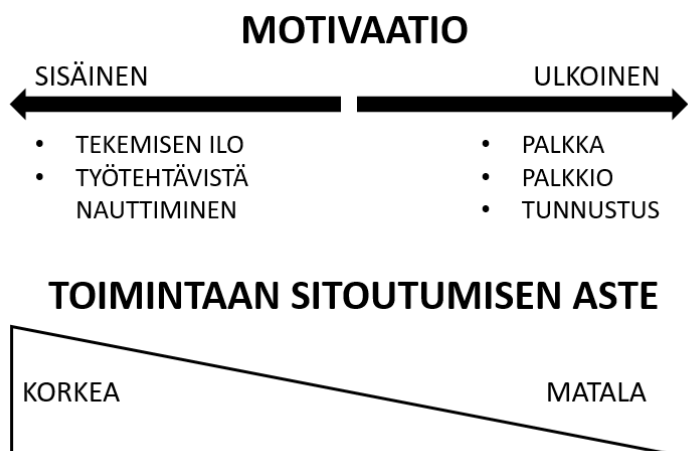 MOTIVAATIO
SISÄINEN
ULKOINEN
• TEKEMISEN ILO
• TYÖTEHTÄVISTÄ
NAUTTIMINEN
• PALKKA
• PALKKIO
• TUNNUSTUS
TOIMINTAAN SITOUTUMISEN ASTE
KORKEA
MATALA